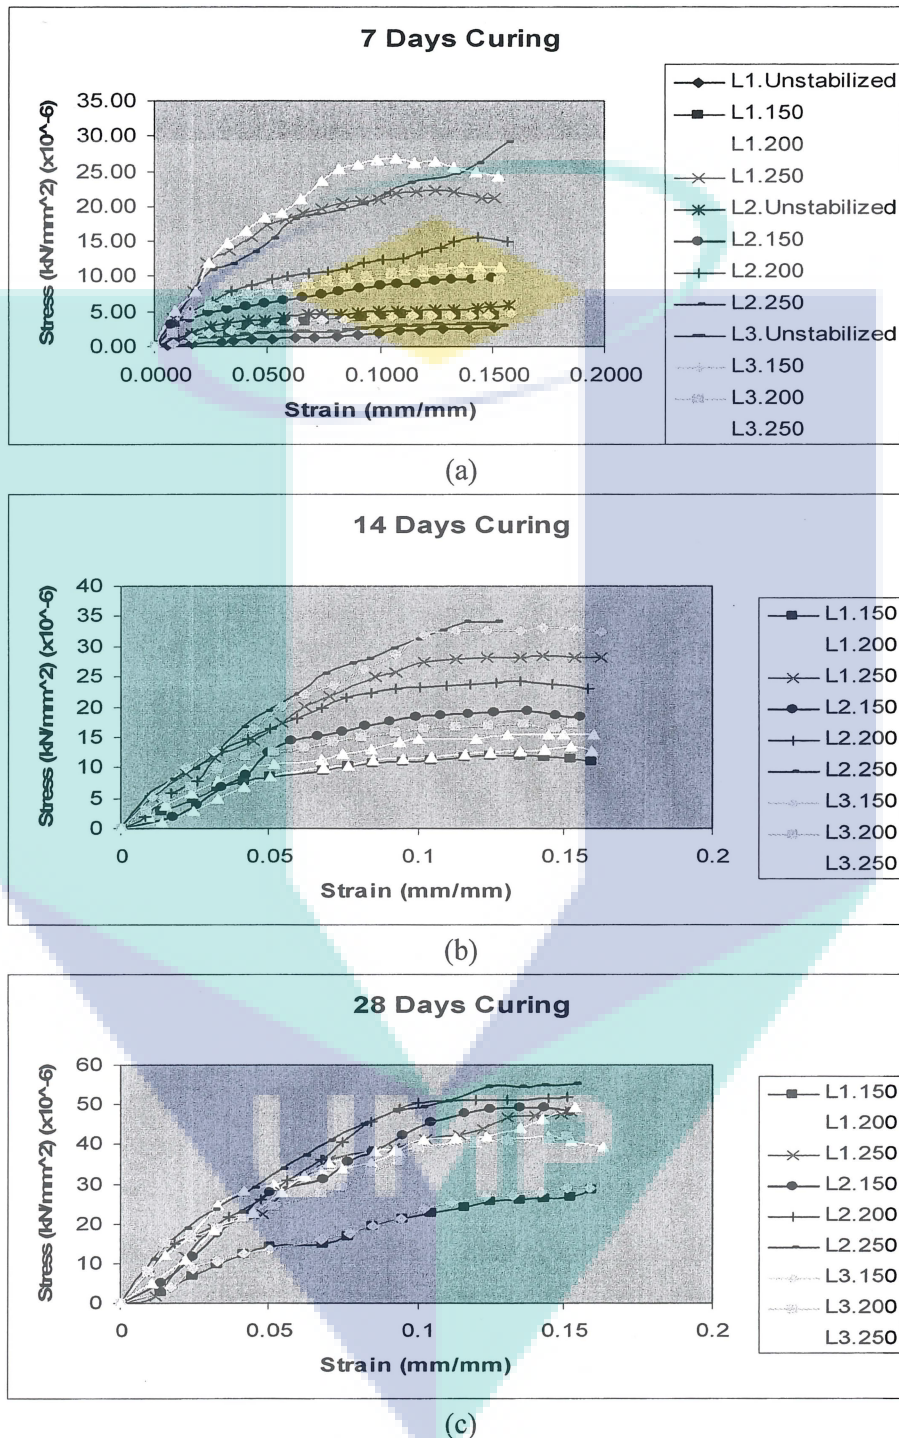 7 Days Curing
Stress (kN/mm^2) (x10^-6)
35.00
30.00
25.00
20.00
15.00
10.00
5.00
0.00
0.0000 0.0500 0.1000 0.1500 0.2000
Strain (mm/mm)
L1.Unstabilized
L1.150
L1.200
L1.250
L2.Unstabilized
L2.150
L2.200
L2.250
L3.Unstabilized
L3.150
L3.200
L3.250
(a)
14 Days Curing
Stress (kN/mm^2) (x10^-6)
40
35
30
25
20
15
10
5
0
0 0.05 0.1 0.15 0.2
Strain (mm/mm)
L1.150
L1.200
L1.250
L2.150
L2.200
L2.250
L3.150
L3.200
L3.250
(b)
28 Days Curing
Stress (kN/mm^2) (x10^-6)
60
50
40
30
20
10
0
0 0.05 0.1 0.15 0.2
Strain (mm/mm)
L1.150
L1.200
L1.250
L2.150
L2.200
L2.250
L3.150
L3.200
L3.250
UMP
(c)